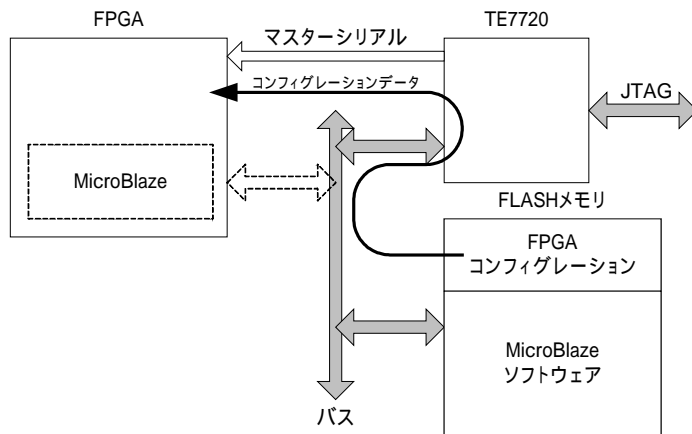 FPGA
TE7720
マスターシリアル
コンフィグレーションデータ
JTAG
MicroBlaze
FLASHメモリ
FPGA
コンフィグレーション
MicroBlaze
ソフトウェア
バス